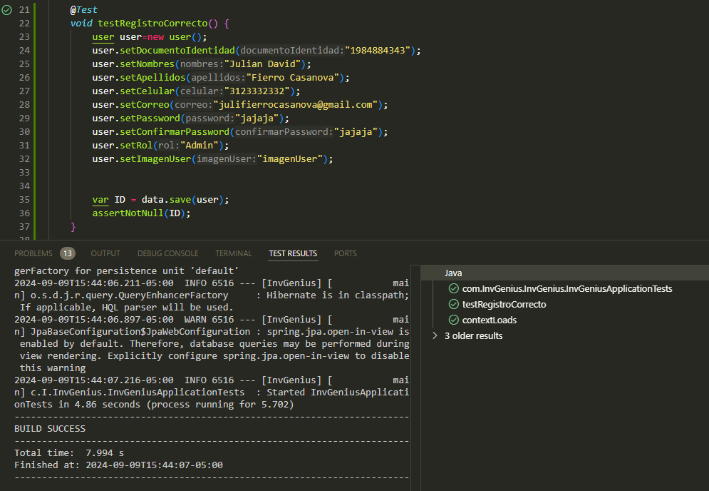 21 @Test
22 void testRegistroCorrecto() {
23 user user=new user();
24 user.setDocumentoIdentidad(documentoIdentidad:"1984884343");
25 user.setNombres(nombres:"Julian David");
26 user.setApellidos(apellidos:"Fierro Casanova");
27 user.setCelular(celular:"3123332332");
28 user.setCorreo(correo:"julifierrocasanova@gmail.com");
29 user.setPassword(password:"jajaja");
30 user.setConfirmarPassword(confirmarPassword:"jajaja");
31 user.setRol(rol:"Admin");
32 user.setImagenUser(imagenUser:"imagenUser");
33
34
35 var ID = data.save(user);
36 assertNotNull(ID);
37 }
38
PROBLEMS 13 OUTPUT DEBUG CONSOLE TERMINAL TEST RESULTS PORTS
gerFactory for persistence unit 'default'
2024-09-09T15:44:06.211-05:00 INFO 6516 --- [InvGenius] [ mai
n] o.s.d.j.r.query.QueryEnhancerFactory : Hibernate is in classpath;
If applicable, HQL parser will be used.
2024-09-09T15:44:06.897-05:00 WARN 6516 --- [InvGenius] [ mai
n] JpaBaseConfiguration$JpaWebConfiguration : spring.jpa.open-in-view is
enabled by default. Therefore, database queries may be performed during
view rendering. Explicitly configure spring.jpa.open-in-view to disable
this warning
2024-09-09T15:44:07.216-05:00 INFO 6516 --- [InvGenius] [ mai
n] c.I.InvGenius.InvGeniusApplicationTests : Started InvGeniusApplicati
onTests in 4.86 seconds (process running for 5.702)
------------------------------------------------------------------------
BUILD SUCCESS
------------------------------------------------------------------------
Total time: 7.994 s
Finished at: 2024-09-09T15:44:07-05:00
------------------------------------------------------------------------
Java
com.InvGenius.InvGenius.InvGeniusApplicationTests
testRegistroCorrecto
contextLoads
3 older results